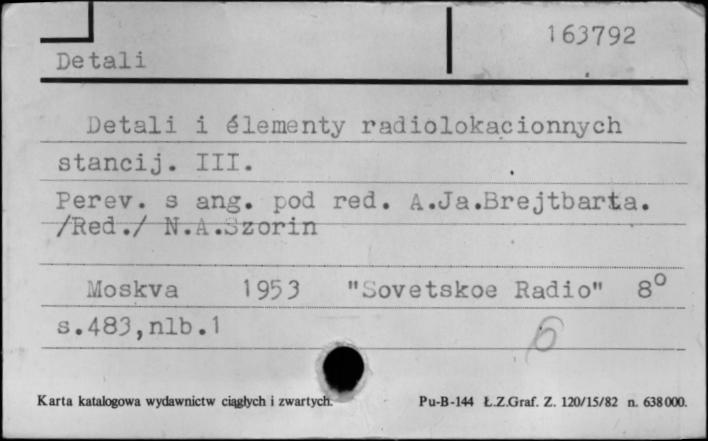 163792
Detali
Detali i élementy radiolokacionnych
stancij. III.
Perev. s ang. pod red. A.Ja.Brejtbarta.
/Red./ N.A.Szorin
Moskva 1953 "Sovetskoe Radio" 8°
s.483,nlb.1
6
Karta katalogowa wydawnictw ciągłych i zwartych. Pu-B-144 Ł.Z.Graf. Z. 120/15/82 n. 638000.